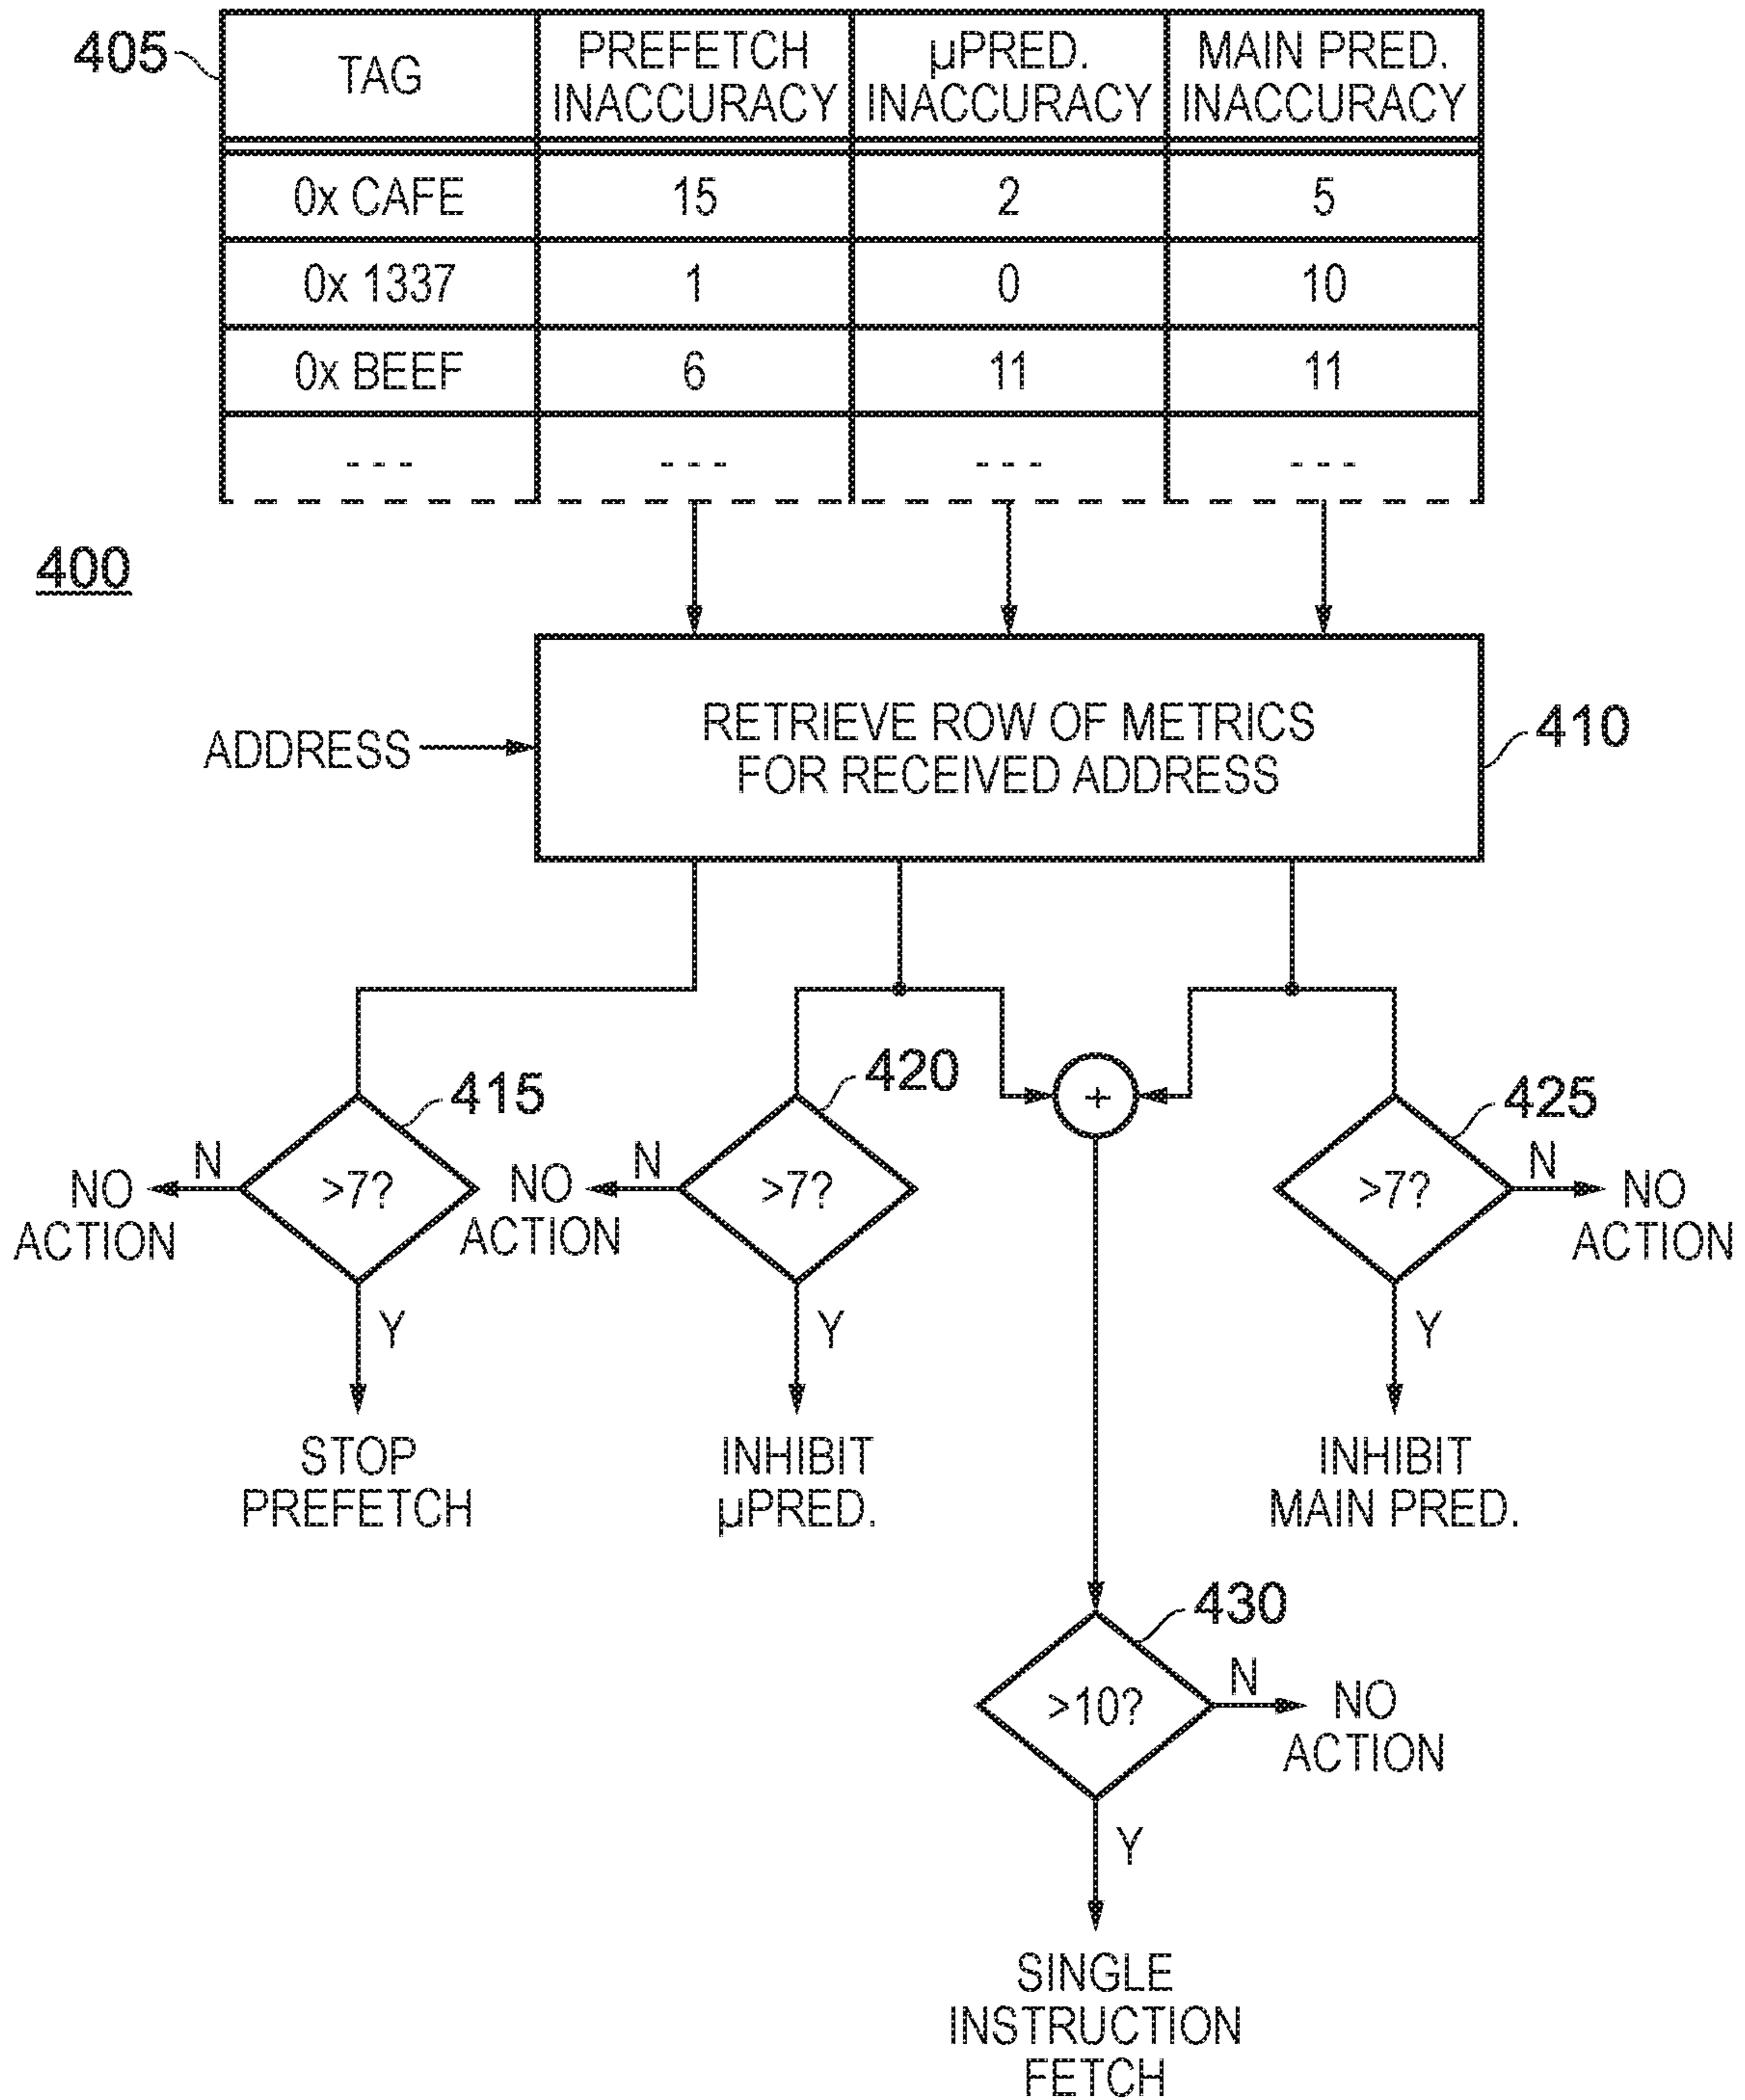 405
TAG
PREFETCH
INACCURACY
µPRED.
INACCURACY
MAIN PRED.
INACCURACY
0x CAFE
15
2
5
0x 1337
1
0
10
0x BEEF
6
11
11
---
---
---
---
400
ADDRESS
RETRIEVE ROW OF METRICS
FOR RECEIVED ADDRESS
410
415
420
+
425
N
>7?
NO
ACTION
Y
STOP
PREFETCH
N
>7?
NO
ACTION
Y
INHIBIT
µPRED.
>7?
N
NO
ACTION
Y
INHIBIT
MAIN PRED.
430
>10?
N
NO
ACTION
Y
SINGLE
INSTRUCTION
FETCH